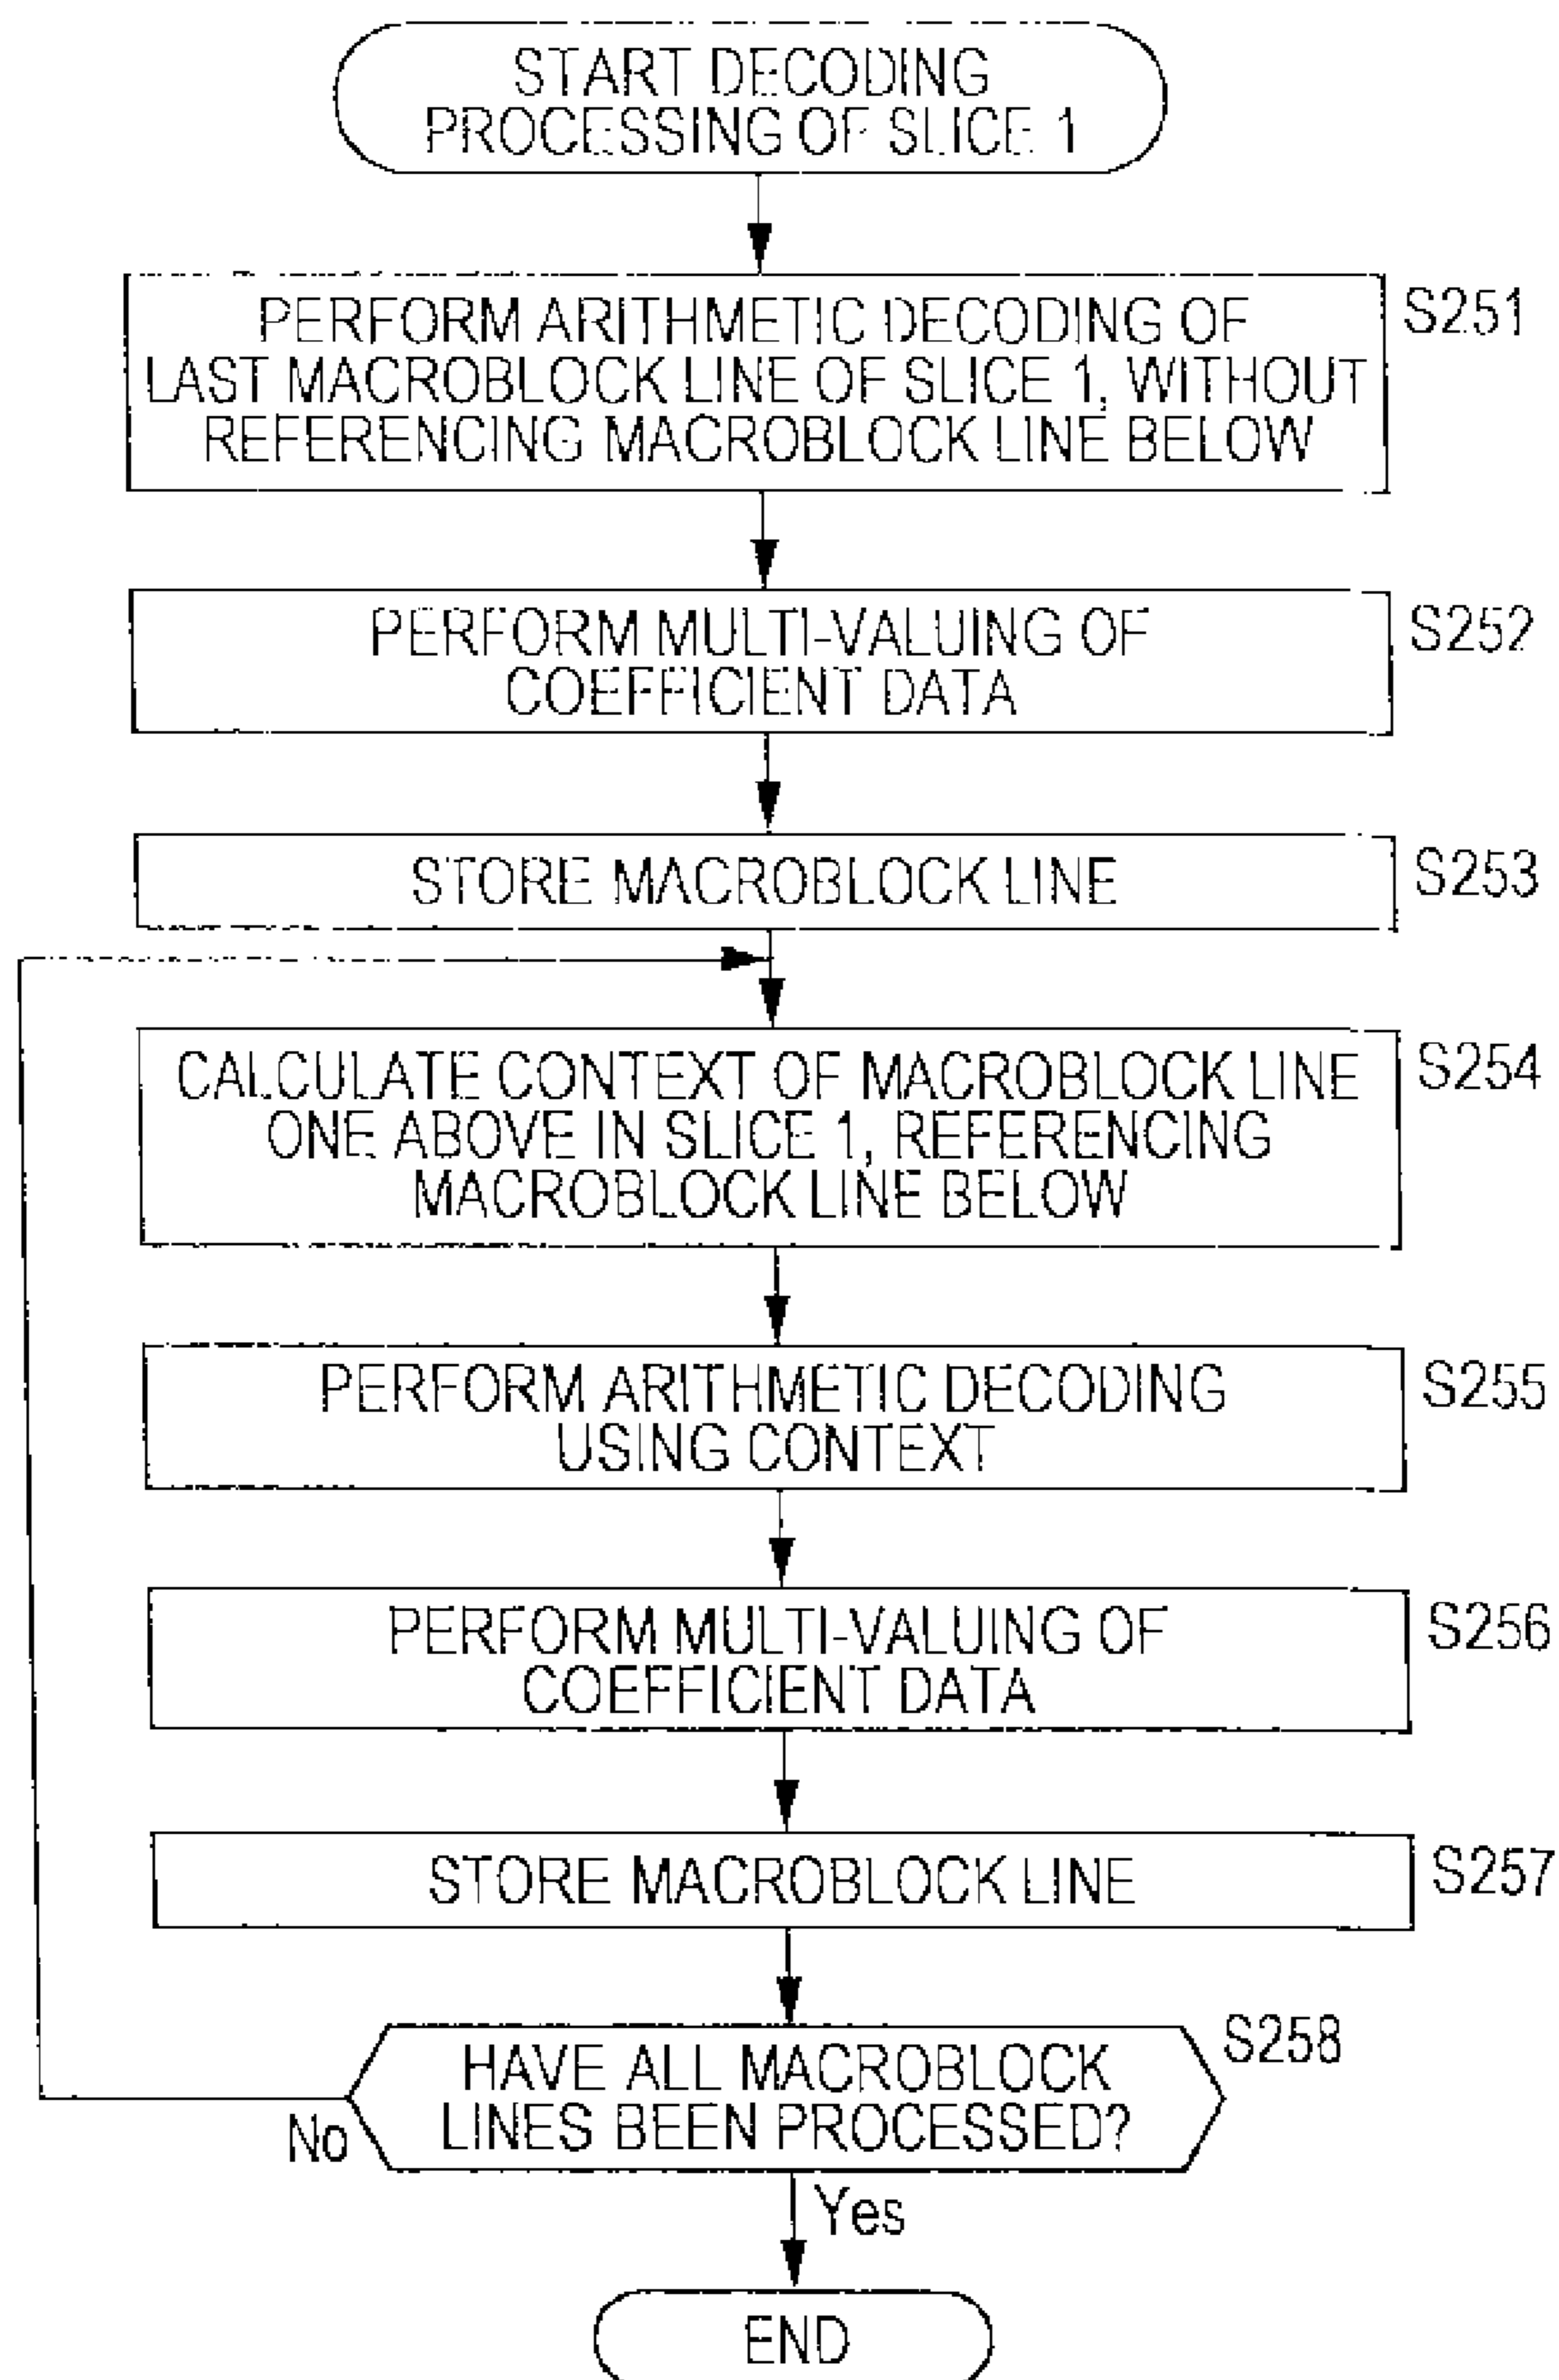 START DECODING
PROCESSING OF SLICE 1
PERFORM ARITHMETIC DECODING OF
LAST MACROBLOCK LINE OF SLICE 1, WITHOUT
REFERENCING MACROBLOCK LINE BELOW
S251
PERFORM MULTI-VALUING OF
COEFFICIENT DATA
S252
STORE MACROBLOCK LINE
S253
CALCULATE CONTEXT OF MACROBLOCK LINE
ONE ABOVE IN SLICE 1, REFERENCING
MACROBLOCK LINE BELOW
S254
PERFORM ARITHMETIC DECODING
USING CONTEXT
S255
PERFORM MULTI-VALUING OF
COEFFICIENT DATA
S256
STORE MACROBLOCK LINE
S257
HAVE ALL MACROBLOCK
LINES BEEN PROCESSED?
S258
No
Yes
END